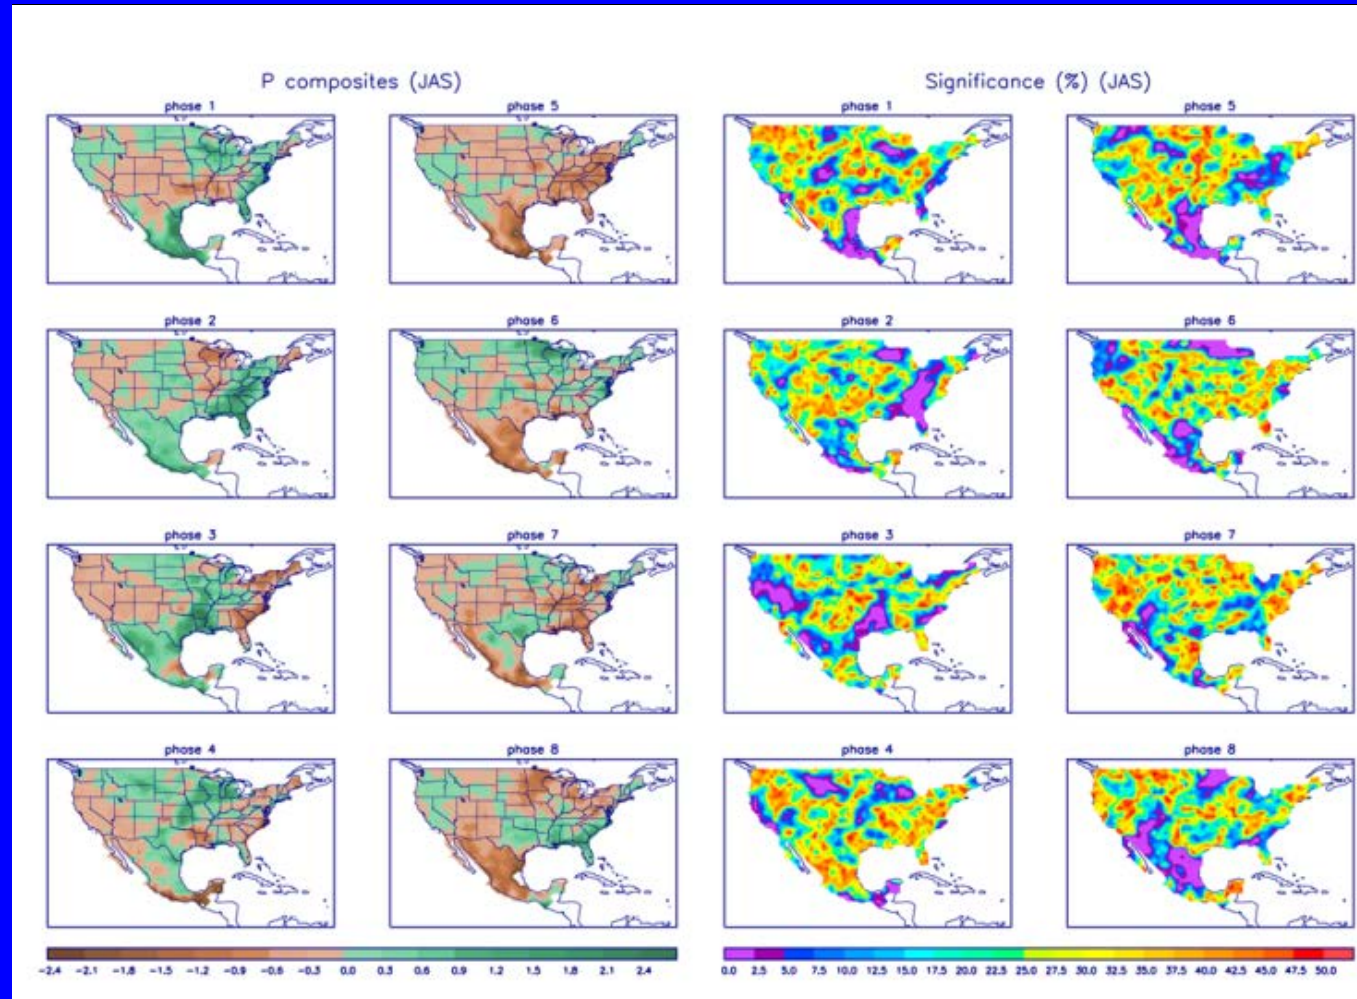 P composites (JAS)
Significance (%) (JAS)
phase 1
phase 5
phase 1
phase 5
phase 2
phase 6
phase 2
phase 6
phase 3
phase 7
phase 3
phase 7
phase 4
phase 8
phase 4
phase 8
-2.4 -2.1 -1.8 -1.5 -1.2 -0.9 -0.6 -0.3 0.0 0.3 0.6 0.9 1.2 1.5 1.8 2.1 2.4
0.0 2.5 5.0 7.5 10.0 12.5 15.0 17.5 20.0 22.5 25.0 27.5 30.0 32.5 35.0 37.5 40.0 42.5 45.0 47.5 50.0